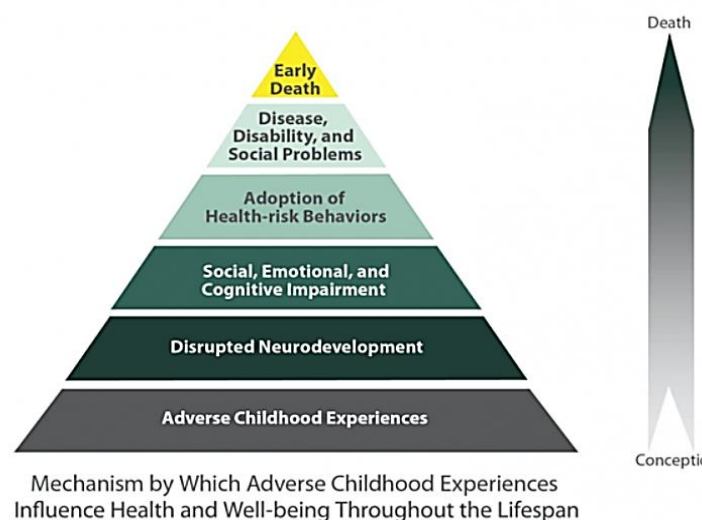 Death
Early
Death
Disease,
Disability, and
Social Problems
Adoption of
Health-risk Behaviors
Social, Emotional, and
Cognitive Impairment
Disrupted Neurodevelopment
Adverse Childhood Experiences
Conceptio
Mechanism by Which Adverse Childhood Experiences
Influence Health and Well-being Throughout the Lifespan